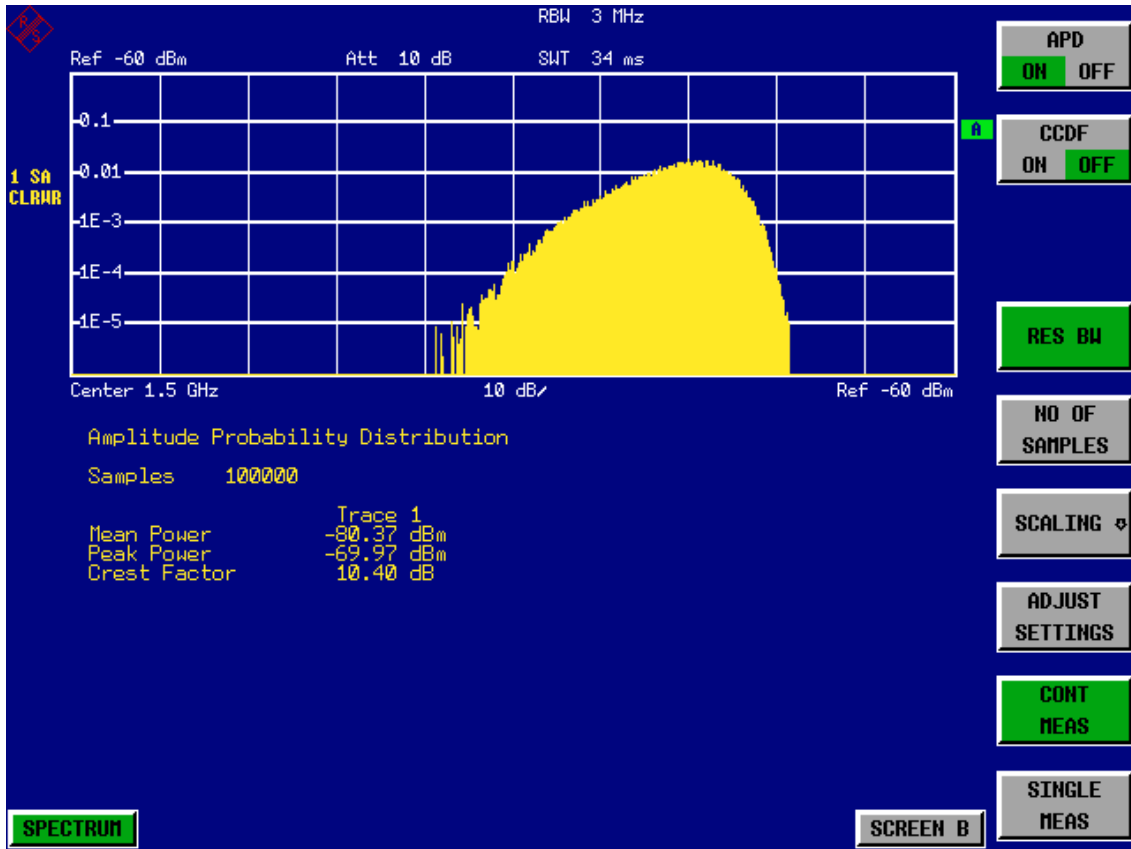 RBW 3 MHz
Ref -60 dBm Att 10 dB SWT 34 ms
R S
APD
ON OFF
0.1
A
CCDF
ON OFF
1 SA
CLRWR
0.01
1E-3
1E-4
1E-5
RES BW
Center 1.5 GHz 10 dB/ Ref -60 dBm
NO OF
SAMPLES
Amplitude Probability Distribution
Samples 100000
Trace 1
Mean Power -80.37 dBm
Peak Power -69.97 dBm
Crest Factor 10.40 dB
SCALING
ADJUST
SETTINGS
CONT
MEAS
SINGLE
MEAS
SPECTRUM
SCREEN B